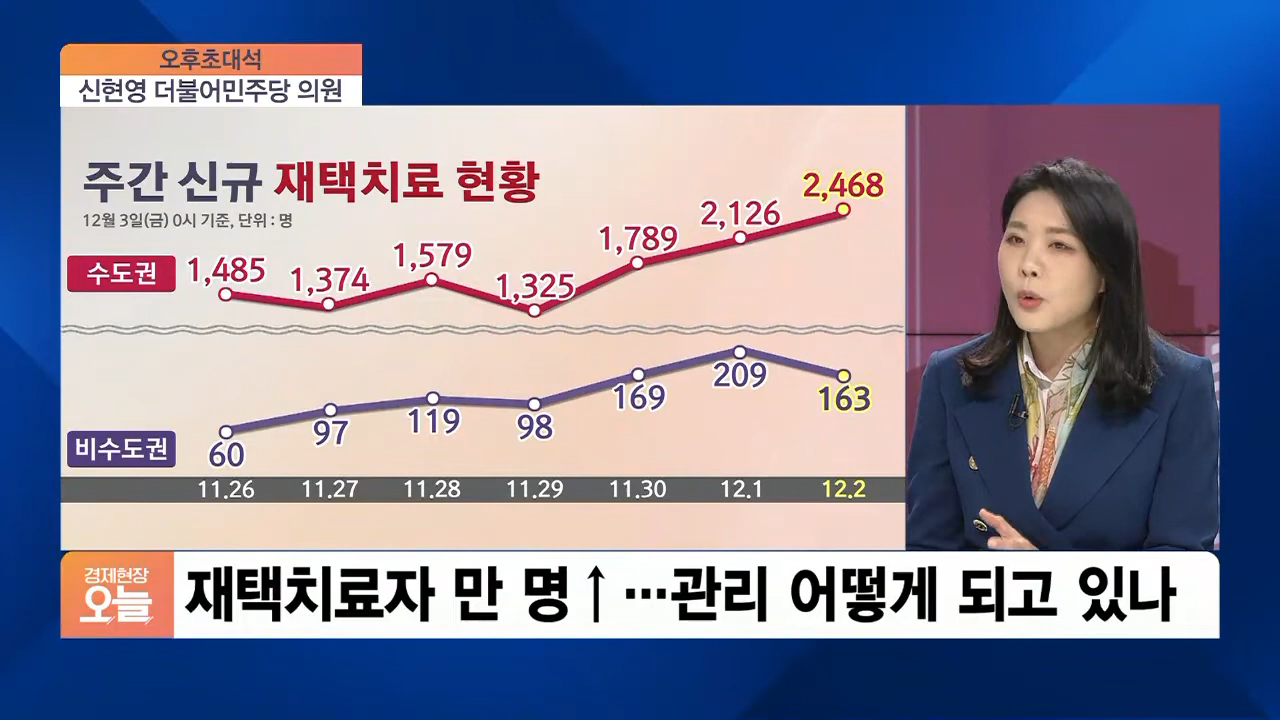 오후초대석
신현영 더불어민주당 의원
주간 신규 재택치료 현황
12월 3일(금) 0시 기준, 단위 : 명
수도권
1,485 1,374 1,579 1,325 1,789 2,126 2,468
비수도권
60 97 119 98 169 209 163
11.26 11.27 11.28 11.29 11.30 12.1 12.2
경제현장
오늘
재택치료자 만 명↑…관리 어떻게 되고 있나